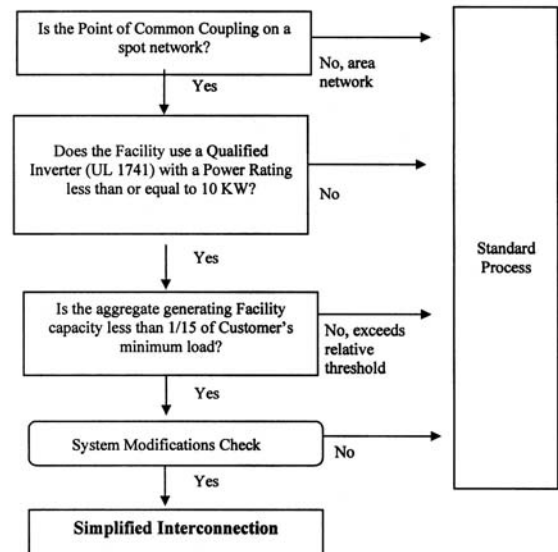 Is the Point of Common Coupling on a
spot network?
No, area
network
Yes
Does the Facility use a Qualified
Inverter (UL 1741) with a Power Rating
less than or equal to 10 KW?
No
Yes
Standard
Process
Is the aggregate generating Facility
capacity less than 1/15 of Customer's
minimum load?
No, exceeds
relative
threshold
Yes
System Modifications Check
No
Yes
Simplified Interconnection